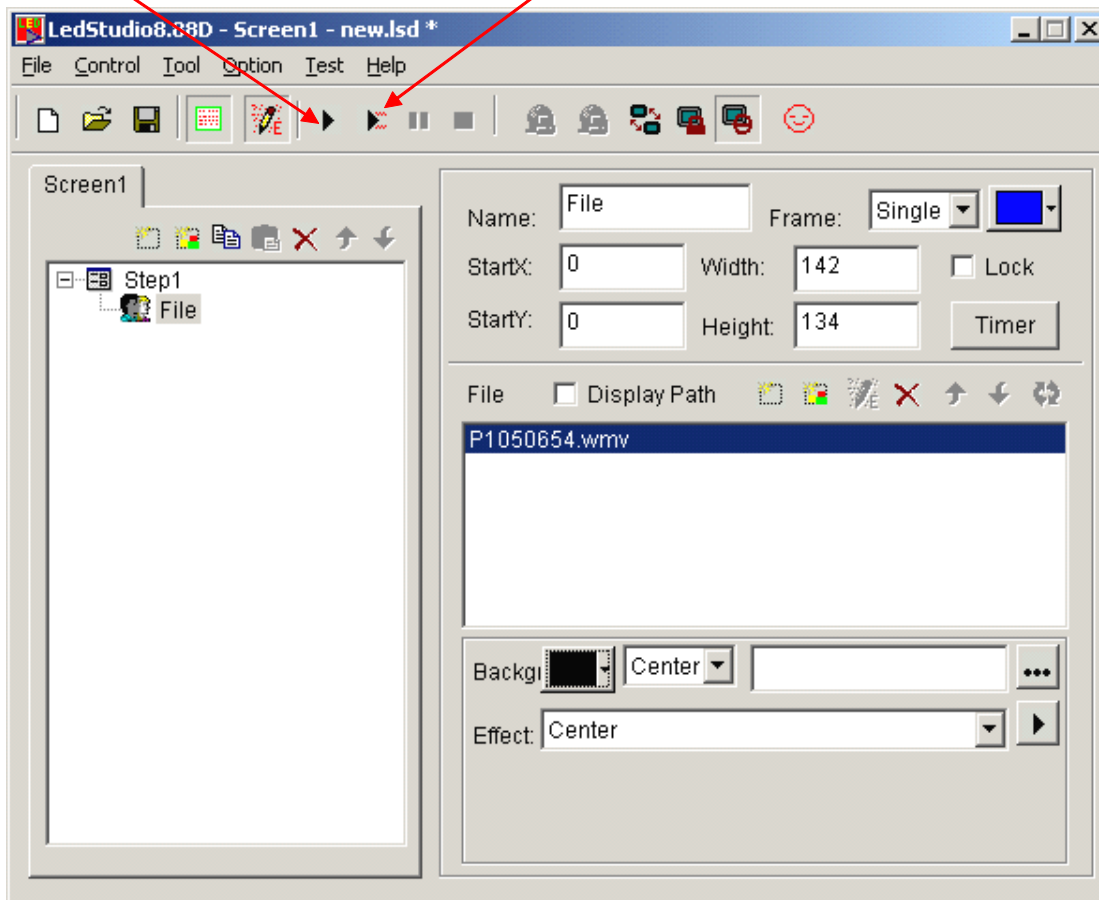 LedStudio8.88D - Screen1 - new.lsd *
File Control Tool Option Test Help
Screen1
Step1
File
Name: File Frame: Single
StartX: 0 Width: 142 Lock
StartY: 0 Height: 134 Timer
File Display Path
P1050654.wmv
Backgr Center ...
Effect: Center